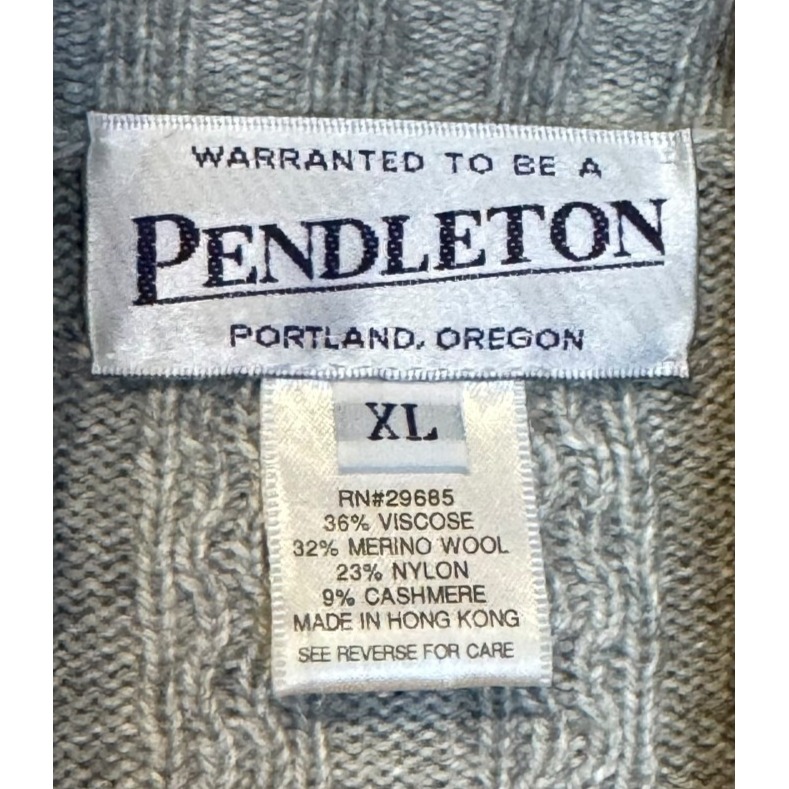 WARRANTED TO BE A
PENDLETON
PORTLAND, OREGON
XL
RN#29685
36% VISCOSE
32% MERINO WOOL
23% NYLON
9% CASHMERE
MADE IN HONG KONG
SEE REVERSE FOR CARE